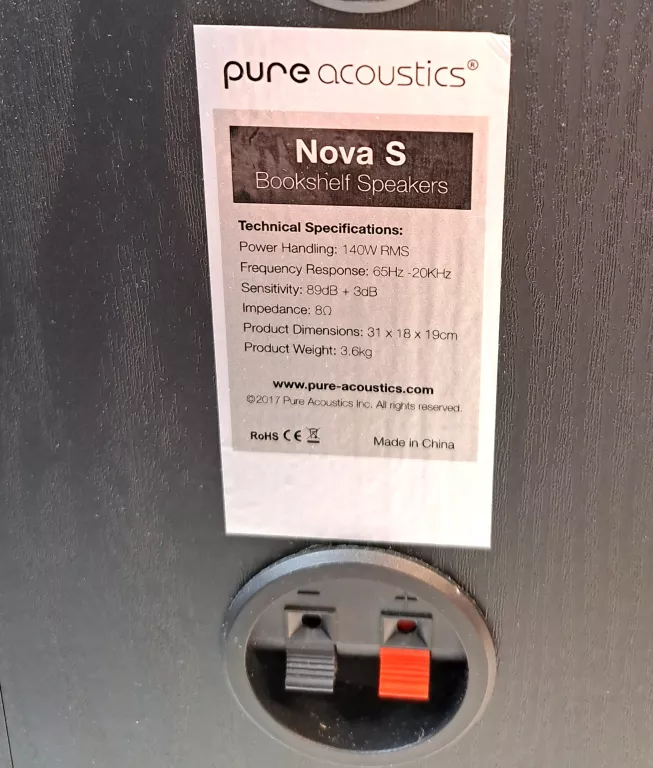 pure acoustics®
Nova S
Bookshelf Speakers
Technical Specifications:
Power Handling: 140W RMS
Frequency Response: 65Hz -20KHz
Sensitivity: 89dB + 3dB
Impedance: 8Ω
Product Dimensions: 31 x 18 x 19cm
Product Weight: 3.6kg
www.pure-acoustics.com
©2017 Pure Acoustics Inc. All rights reserved.
RoHS CE Made in China
− +